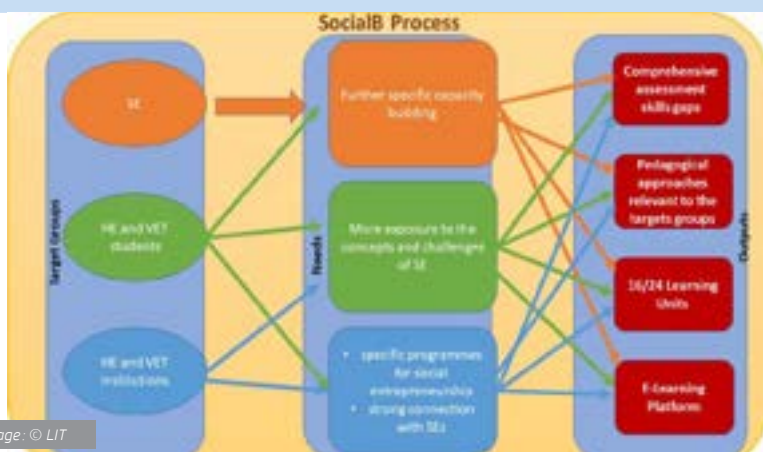 SocialB Process
Target Groups
SE
HE and VET
students
HE and VET
Institutions
Needs
Further specific capacity
building
More exposure to the
concepts and challenges
of SE
• specific programmes
for social
entrepreneurship
• strong connection
with SEs
Outputs
Comprehensive
assessment
skills gaps
Pedagogical
approaches
relevant to the
targets groups
16/24 Learning
Units
E-Learning
Platform
age: © LIT